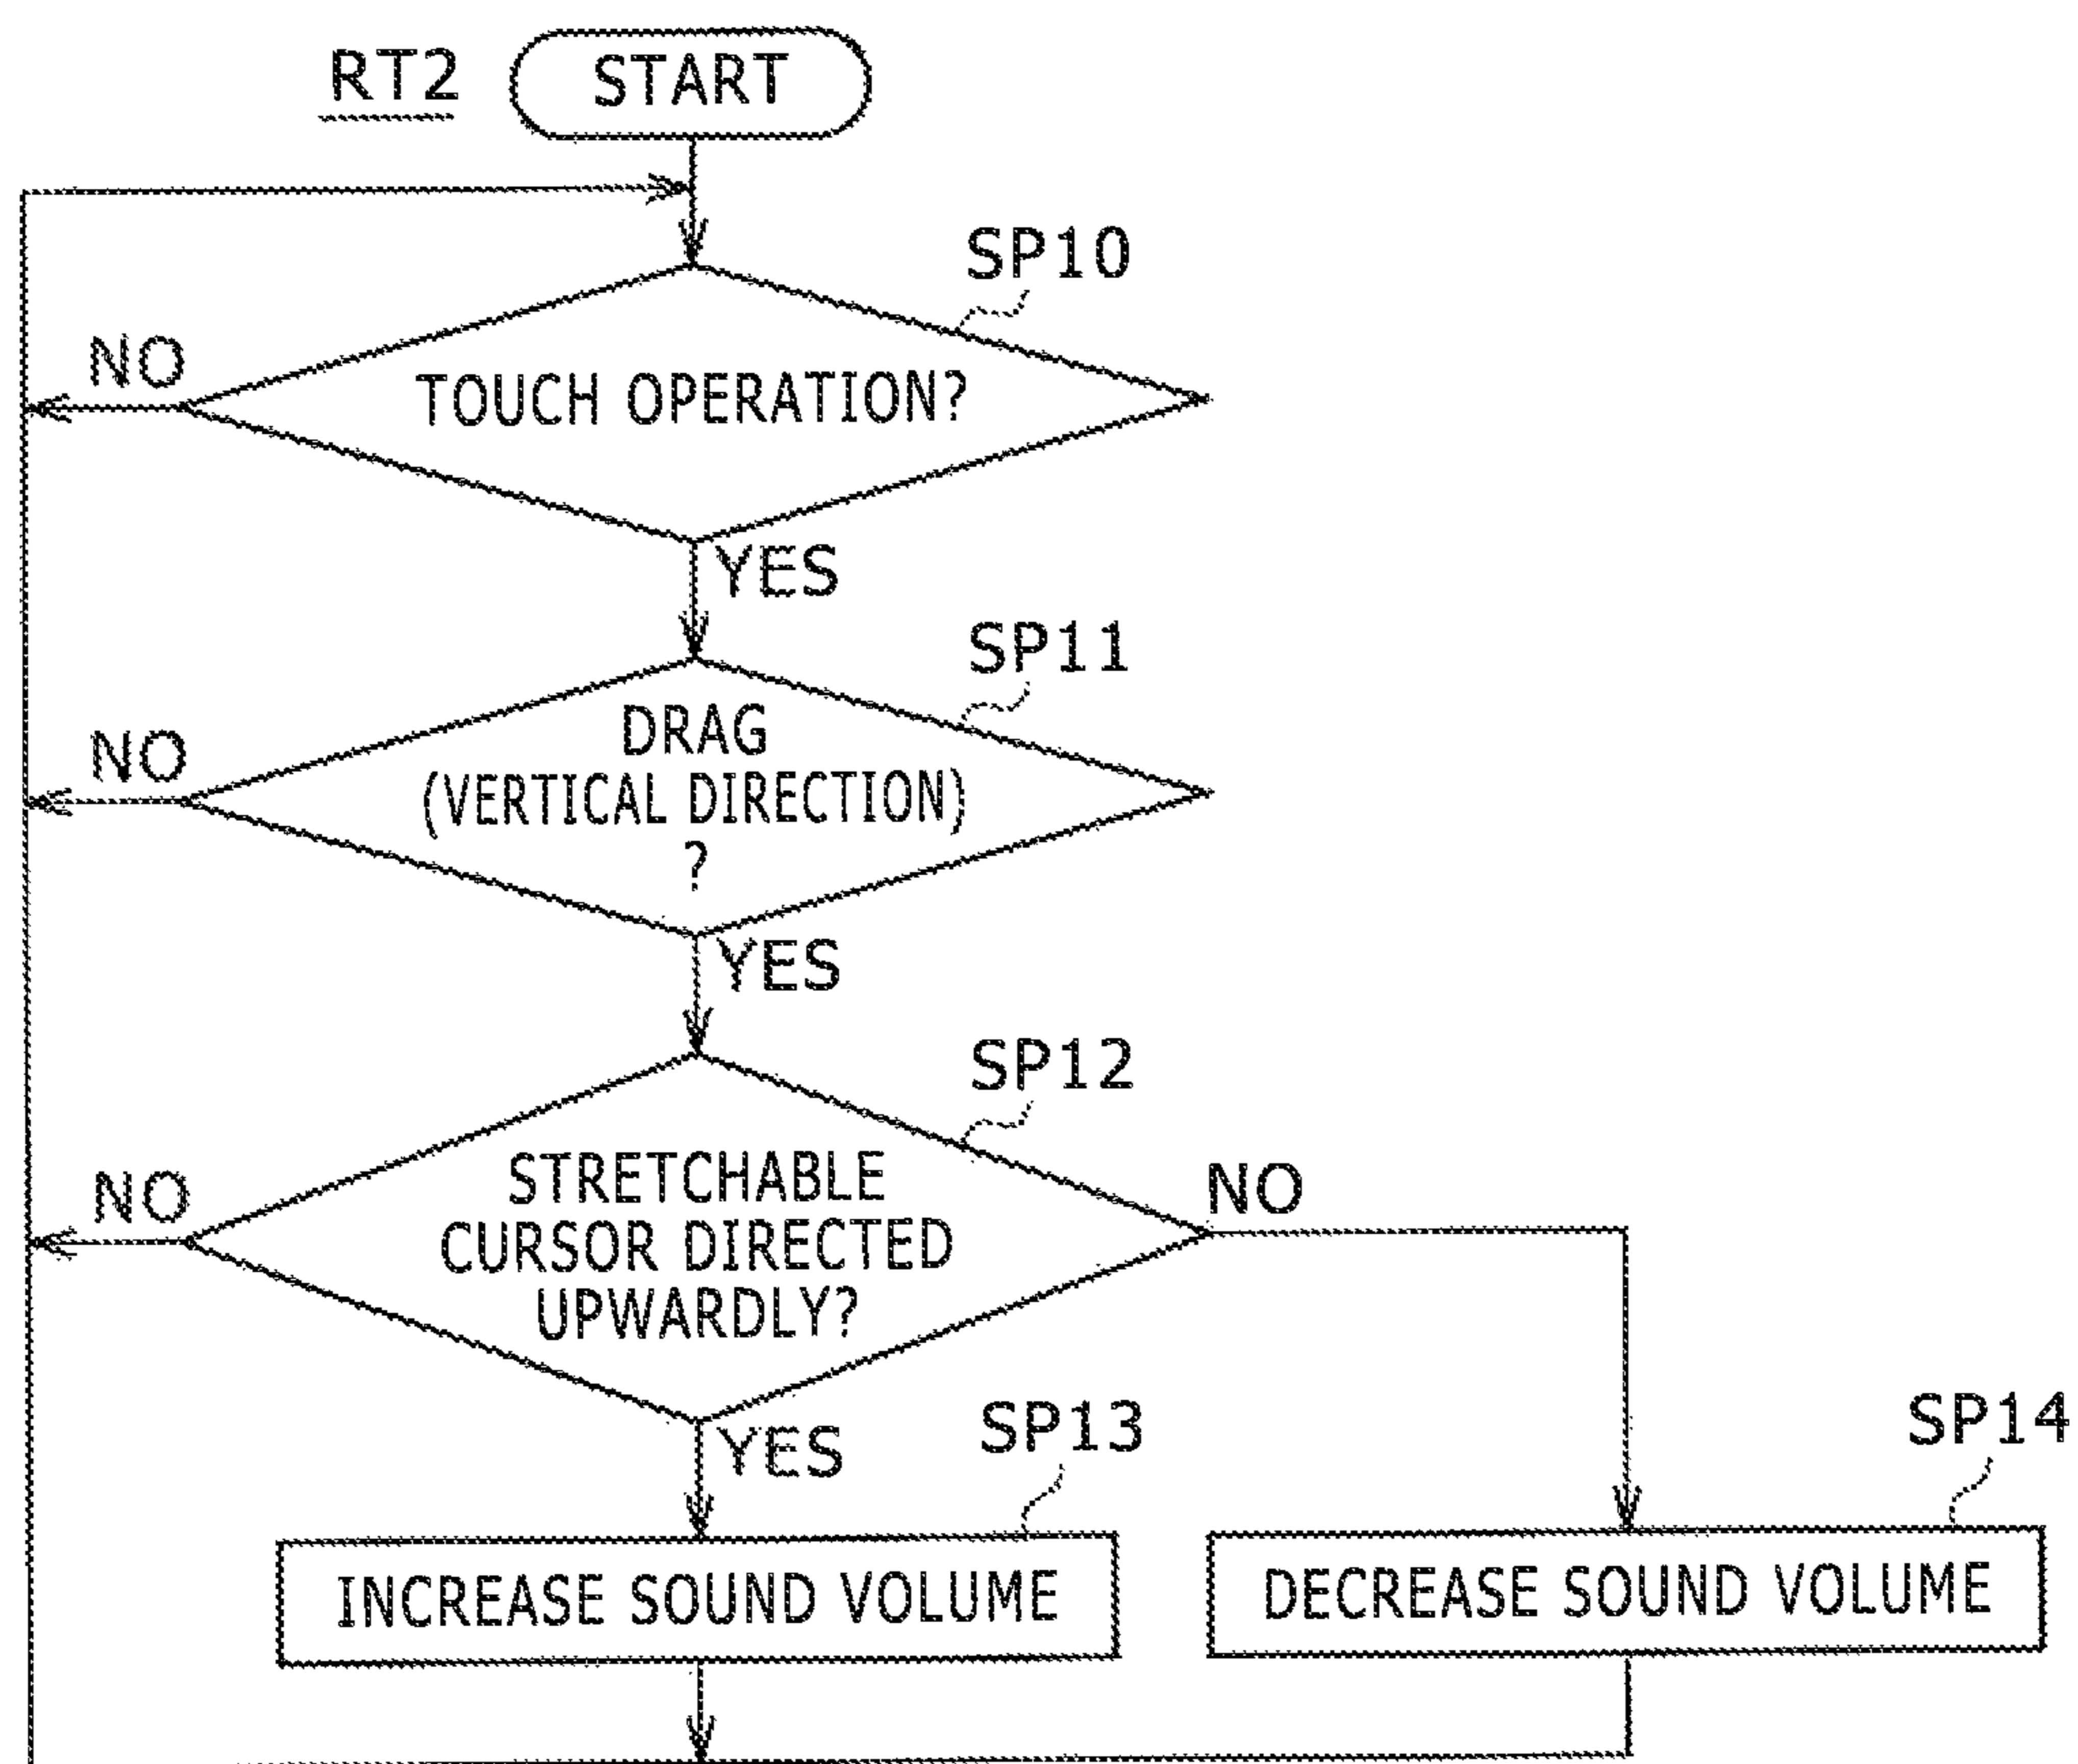 RT2
START
SP10
NO
TOUCH OPERATION?
YES
SP11
NO
DRAG
(VERTICAL DIRECTION)
?
YES
SP12
NO
STRETCHABLE
CURSOR DIRECTED
UPWARDLY?
NO
YES
SP13
SP14
INCREASE SOUND VOLUME
DECREASE SOUND VOLUME